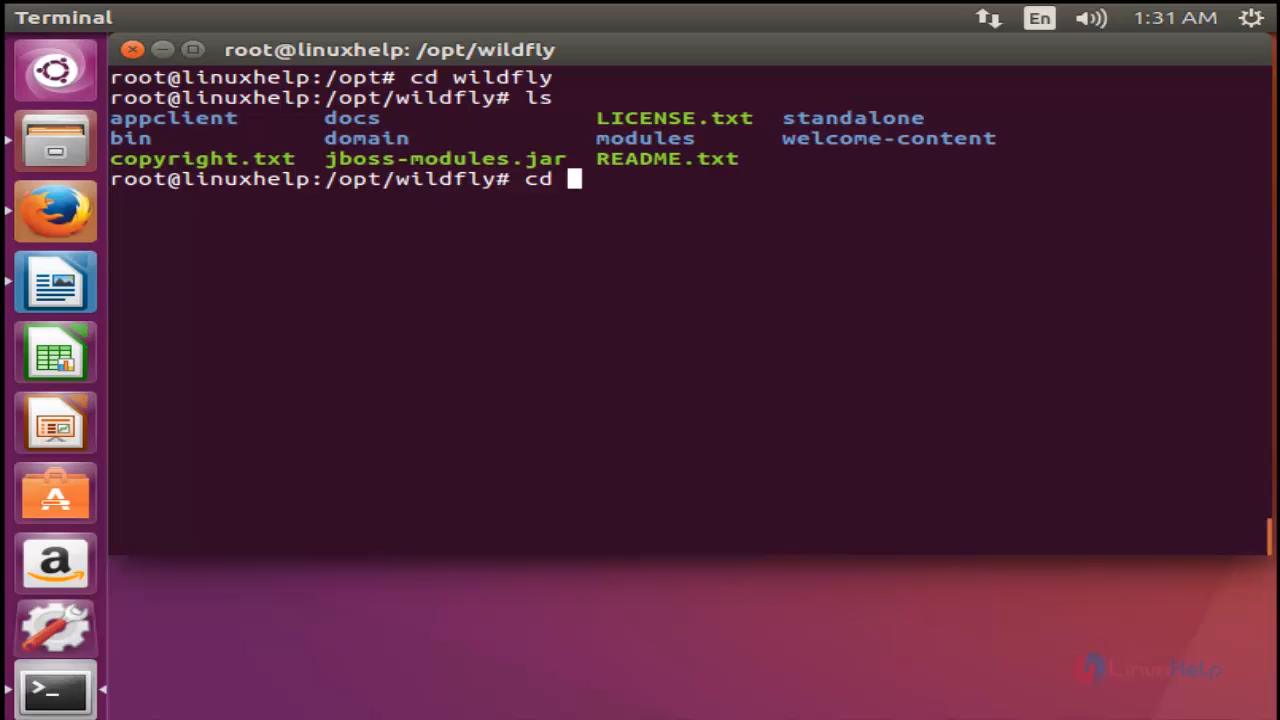 Terminal
En
1:31 AM
root@linuxhelp: /opt/wildfly
root@linuxhelp:/opt# cd wildfly
root@linuxhelp:/opt/wildfly# ls
appclient docs LICENSE.txt standalone
bin domain modules welcome-content
copyright.txt jboss-modules.jar README.txt
root@linuxhelp:/opt/wildfly# cd
A
a
>_
LinuxHelp